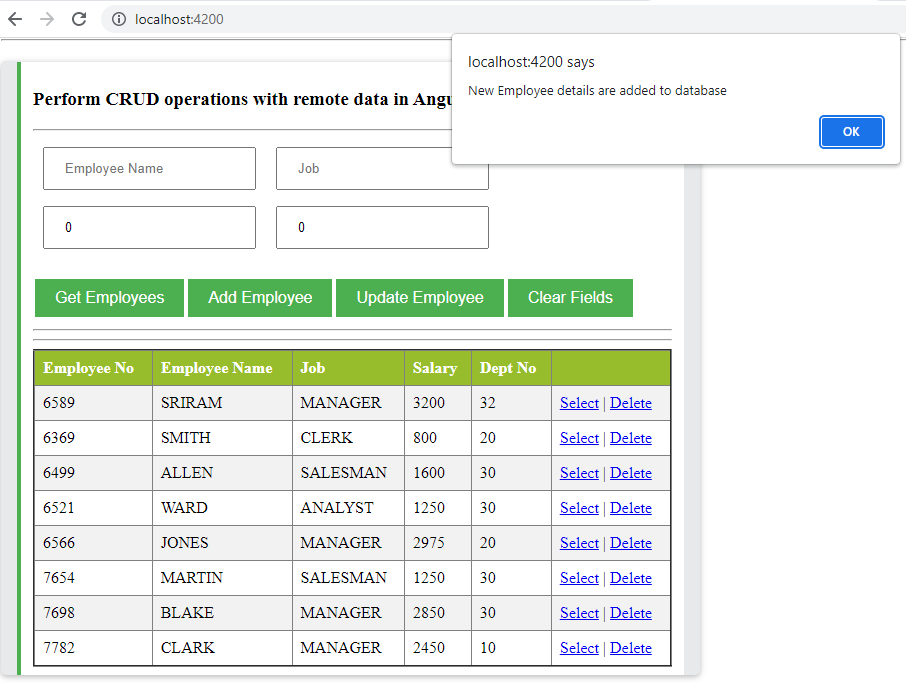 localhost:4200
localhost:4200 says
New Employee details are added to database
OK
Perform CRUD operations with remote data in Angu
Employee Name Job
0 0
Get Employees Add Employee Update Employee Clear Fields
Employee No Employee Name Job Salary Dept No
6589 SRIRAM MANAGER 3200 32 Select | Delete
6369 SMITH CLERK 800 20 Select | Delete
6499 ALLEN SALESMAN 1600 30 Select | Delete
6521 WARD ANALYST 1250 30 Select | Delete
6566 JONES MANAGER 2975 20 Select | Delete
7654 MARTIN SALESMAN 1250 30 Select | Delete
7698 BLAKE MANAGER 2850 30 Select | Delete
7782 CLARK MANAGER 2450 10 Select | Delete